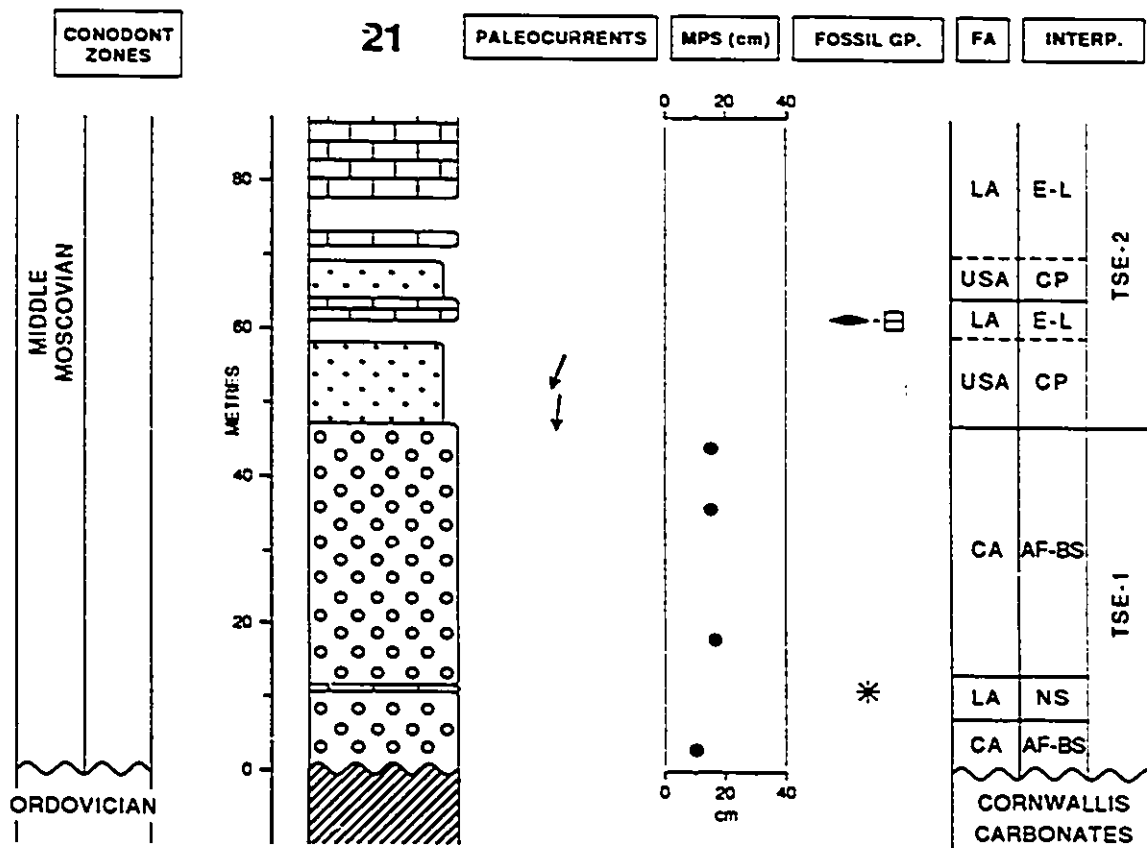 CONODONT
ZONES
21
PALEOCURRENTS
MPS (cm)
FOSSIL GP.
FA
INTERP.
0 20 40
80
LA E-L
MIDDLE
MOSCOVIAN
TSE-2
USA CP
LA E-L
60
METRES
USA CP
40
CA AF-BS
TSE-1
20
LA NS
CA AF-BS
0
0 20 40
cm
ORDOVICIAN
CORNWALLIS
CARBONATES